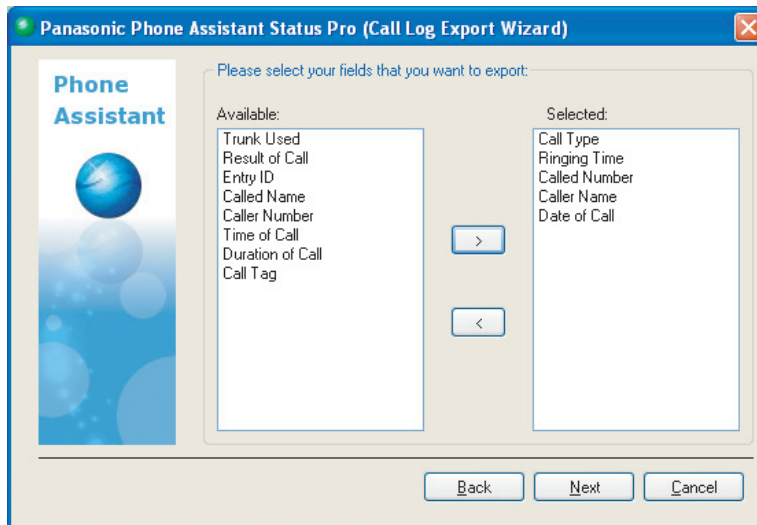 Panasonic Phone Assistant Status Pro (Call Log Export Wizard)
Phone
Assistant
Please select your fields that you want to export:
Available:
Trunk Used
Result of Call
Entry ID
Called Name
Caller Number
Time of Call
Duration of Call
Call Tag
>
<
Selected:
Call Type
Ringing Time
Called Number
Caller Name
Date of Call
Back
Next
Cancel